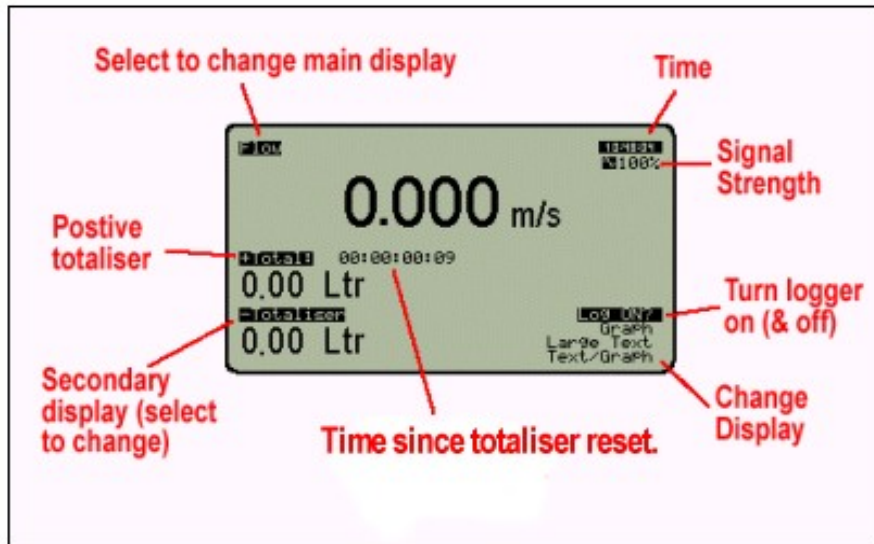 Select to change main display
Time
Flow
100%
Signal
Strength
0.000 m/s
Postive
totaliser
+Total: 00:00:00:09
0.00 Ltr
-Totaliser
0.00 Ltr
Log ON?
Graph
Large Text
Text/Graph
Turn logger
on (& off)
Secondary
display (select
to change)
Time since totaliser reset.
Change
Display